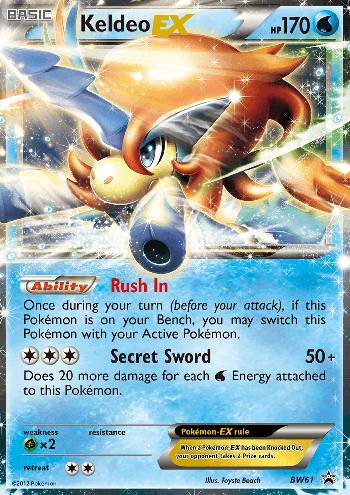 BASIC
Keldeo EX HP170
Ability Rush In
Once during your turn (before your attack), if this
Pokémon is on your Bench, you may switch this
Pokémon with your Active Pokémon.
Secret Sword 50+
Does 20 more damage for each Energy attached
to this Pokémon.
weakness resistance
×2
Pokémon-EX rule
When a Pokémon-EX has been Knocked Out,
your opponent takes 2 Prize cards.
retreat
©2012 Pokémon Illus. Toyste Beach BW61